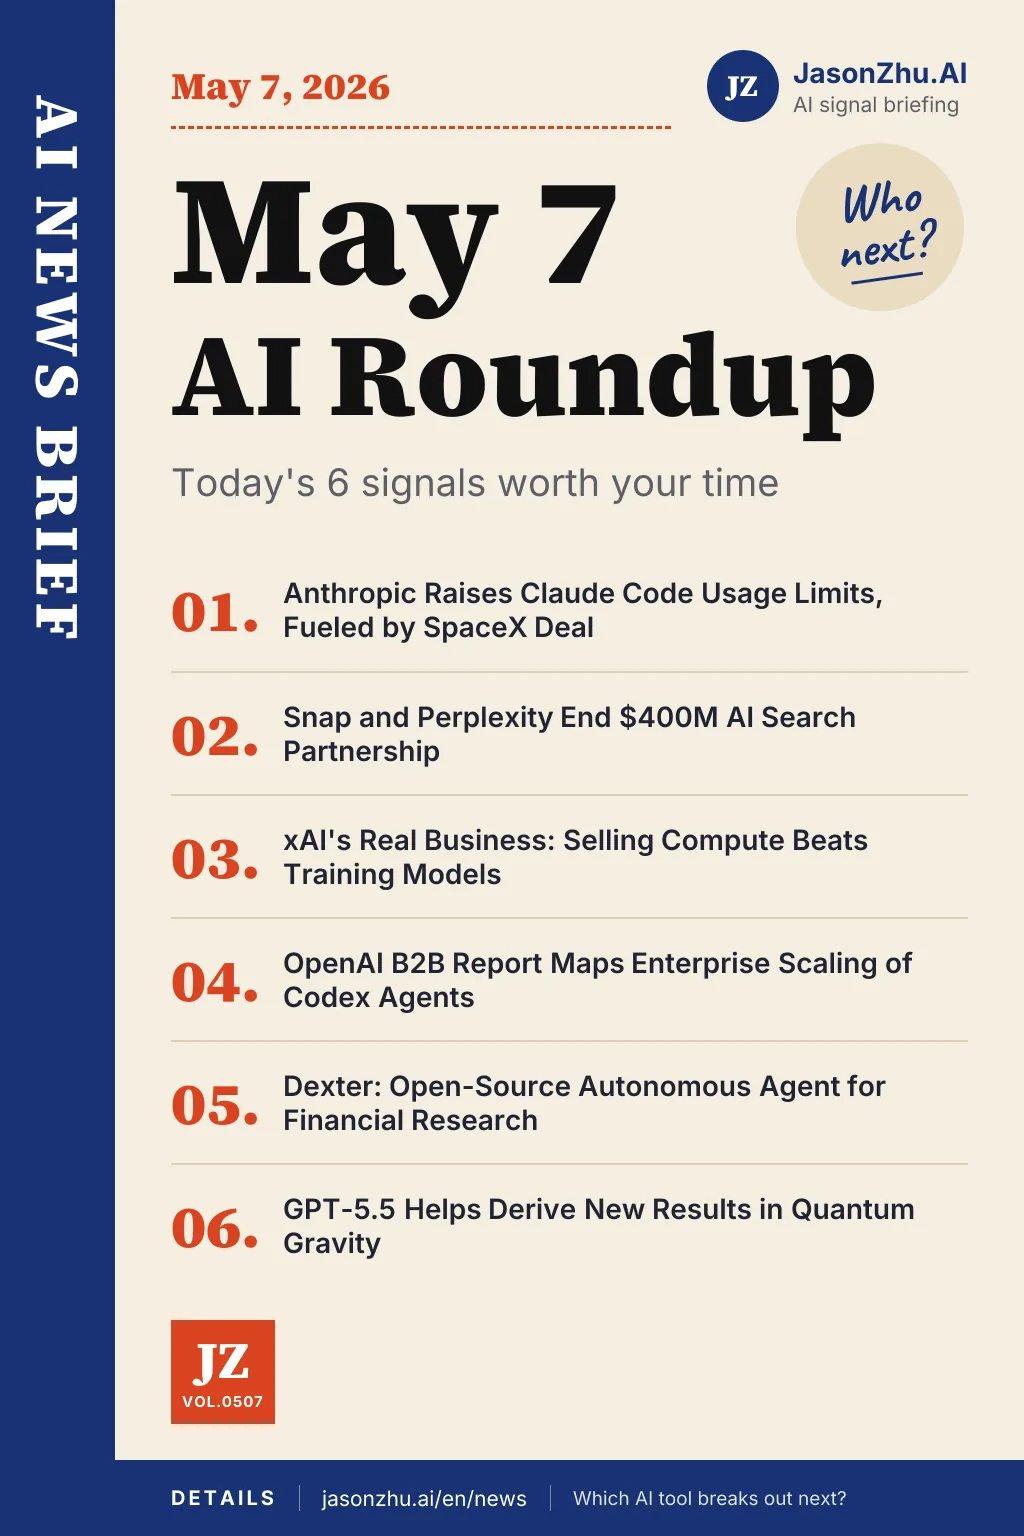 AI NEWS BRIEF
May 7, 2026
JZ
JasonZhu.AI
AI signal briefing
Who
next?
May 7
AI Roundup
Today's 6 signals worth your time
01.
Anthropic Raises Claude Code Usage Limits,
Fueled by SpaceX Deal
02.
Snap and Perplexity End $400M AI Search
Partnership
03.
xAI's Real Business: Selling Compute Beats
Training Models
04.
OpenAI B2B Report Maps Enterprise Scaling of
Codex Agents
05.
Dexter: Open-Source Autonomous Agent for
Financial Research
06.
GPT-5.5 Helps Derive New Results in Quantum
Gravity
JZ
VOL.0507
DETAILS
jasonzhu.ai/en/news
Which AI tool breaks out next?